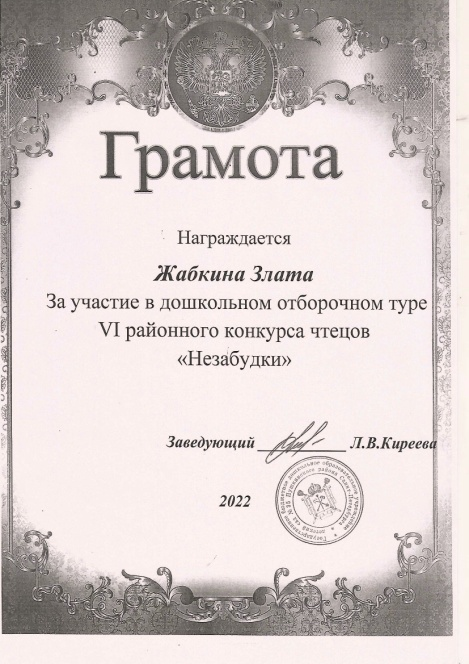 Грамота
Награждается
Жабкина Злата
За участие в дошкольном отборочном туре
VI районного конкурса чтецов
«Незабудки»
Заведующий Л.В.Киреева
2022